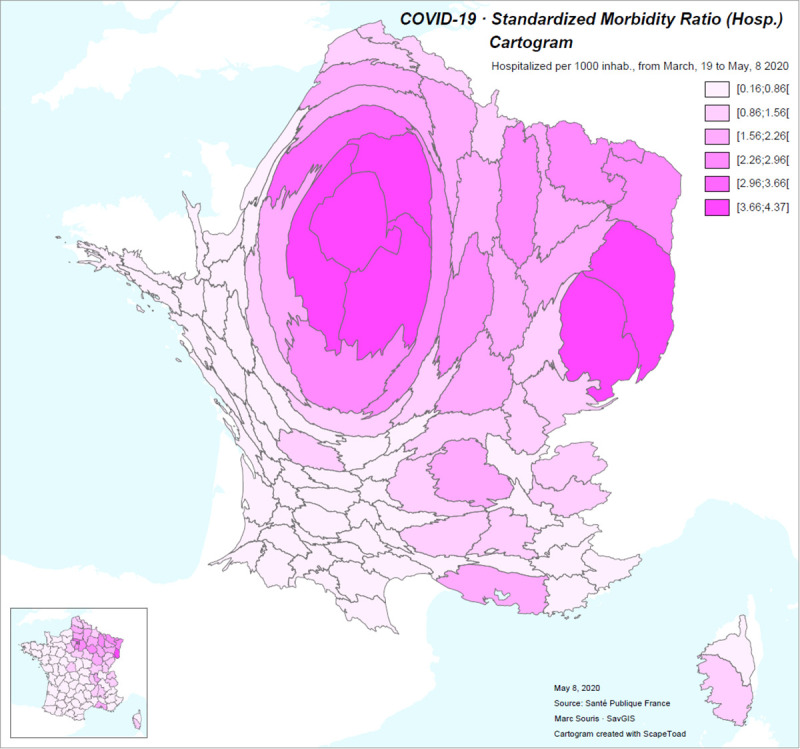 COVID-19 · Standardized Morbidity Ratio (Hosp.)
Cartogram
Hospitalized per 1000 inhab., from March, 19 to May, 8 2020
[0.16;0.86[
[0.86;1.56[
[1.56;2.26[
[2.26;2.96[
[2.96;3.66[
[3.66;4.37]
May 8, 2020
Source: Santé Publique France
Marc Souris - SavGIS
Cartogram created with ScapeToad